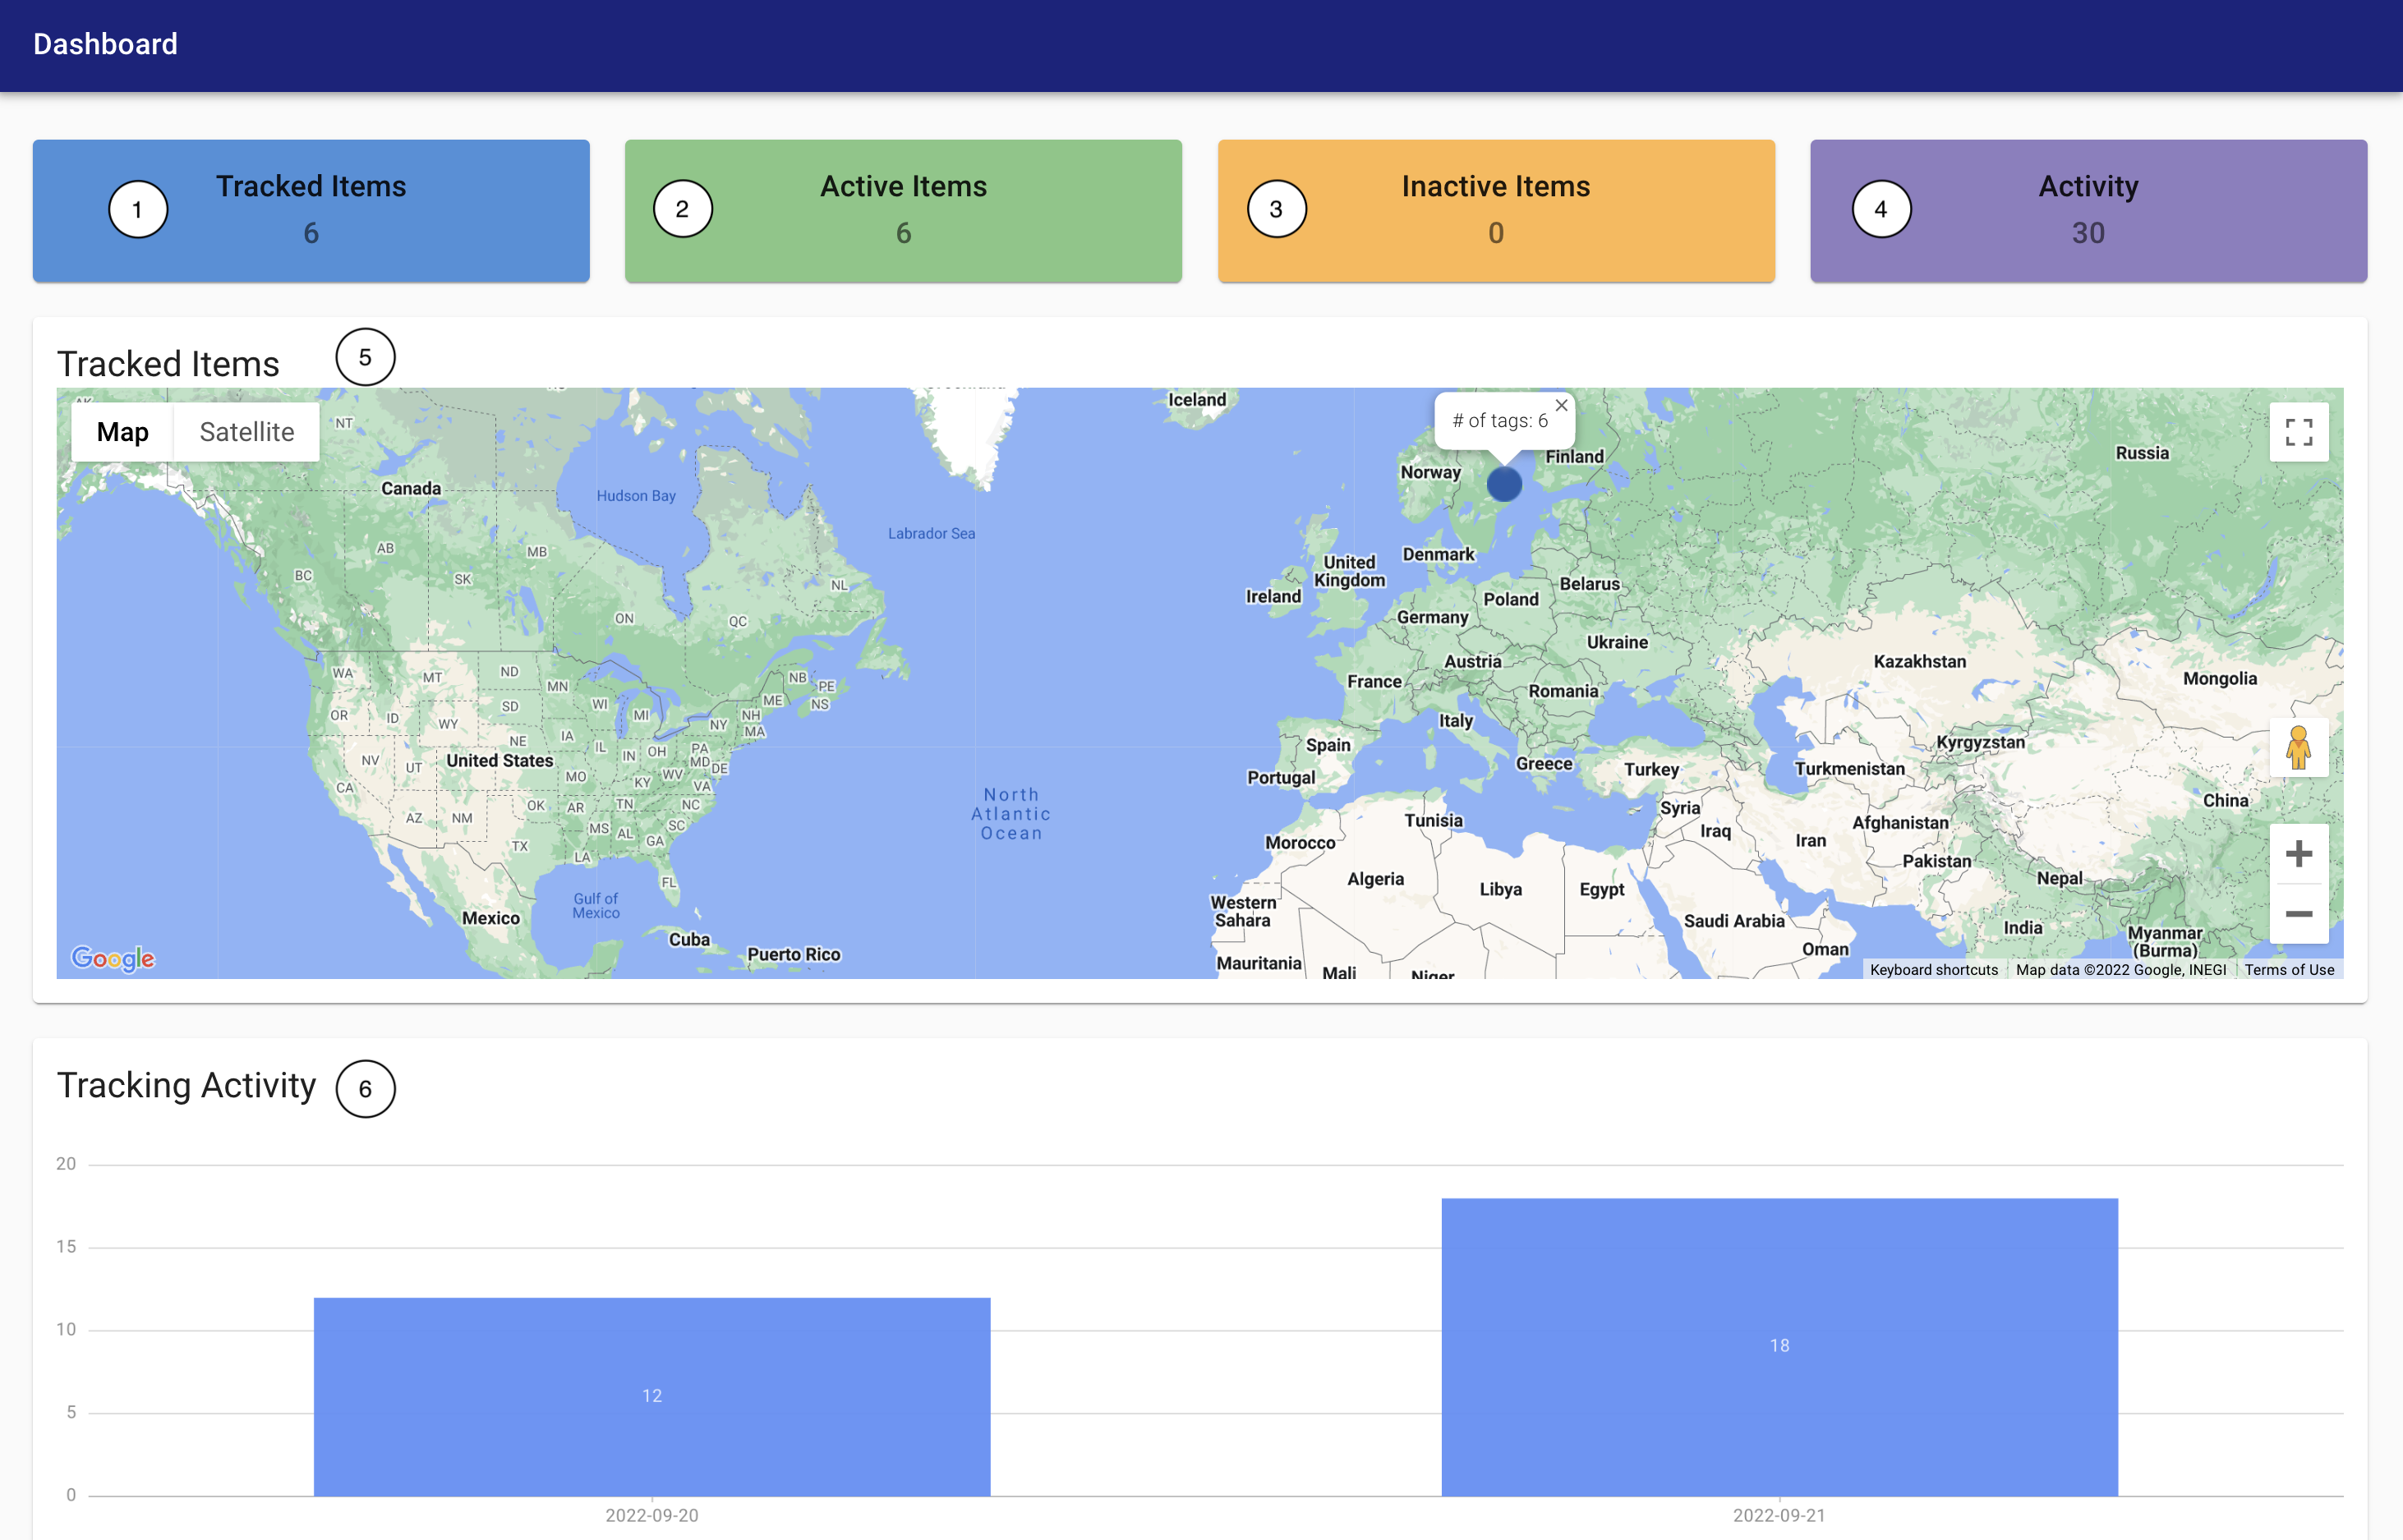 Dashboard
1
Tracked Items
6
2
Active Items
6
3
Inactive Items
0
4
Activity
30
Tracked Items
5
Map
Satellite
NT
Canada
Hudson Bay
Labrador Sea
AB
MB
BC
SK
NL
ON
QC
WA
MT
ND
MN
NB
PE
OR
ID
SD
WI
MI
ME
NS
WY
NY
NH
MA
NE
IA
IL
IN
OH
PA
NV
UT
United States
MD
DE
CA
MO
KY
WV
VA
AZ
NM
OK
AR
TN
NC
MS
AL
SC
GA
TX
LA
FL
Gulf of
Mexico
Mexico
Cuba
Puerto Rico
North
Atlantic
Ocean
Iceland
# of tags: 6
Norway
Finland
Russia
Denmark
United
Kingdom
Ireland
Belarus
Poland
Germany
Ukraine
Austria
Kazakhstan
France
Romania
Mongolia
Italy
Spain
Portugal
Greece
Turkey
Kyrgyzstan
Turkmenistan
China
Syria
Tunisia
Iraq
Afghanistan
Morocco
Iran
Pakistan
Algeria
Libya
Egypt
Nepal
Western
Sahara
Saudi Arabia
India
Myanmar
(Burma)
Oman
Mauritania
Mali
Niger
Google
Keyboard shortcuts
Map data ©2022 Google, INEGI
Terms of Use
Tracking Activity
6
20
15
10
5
0
12
18
2022-09-20
2022-09-21